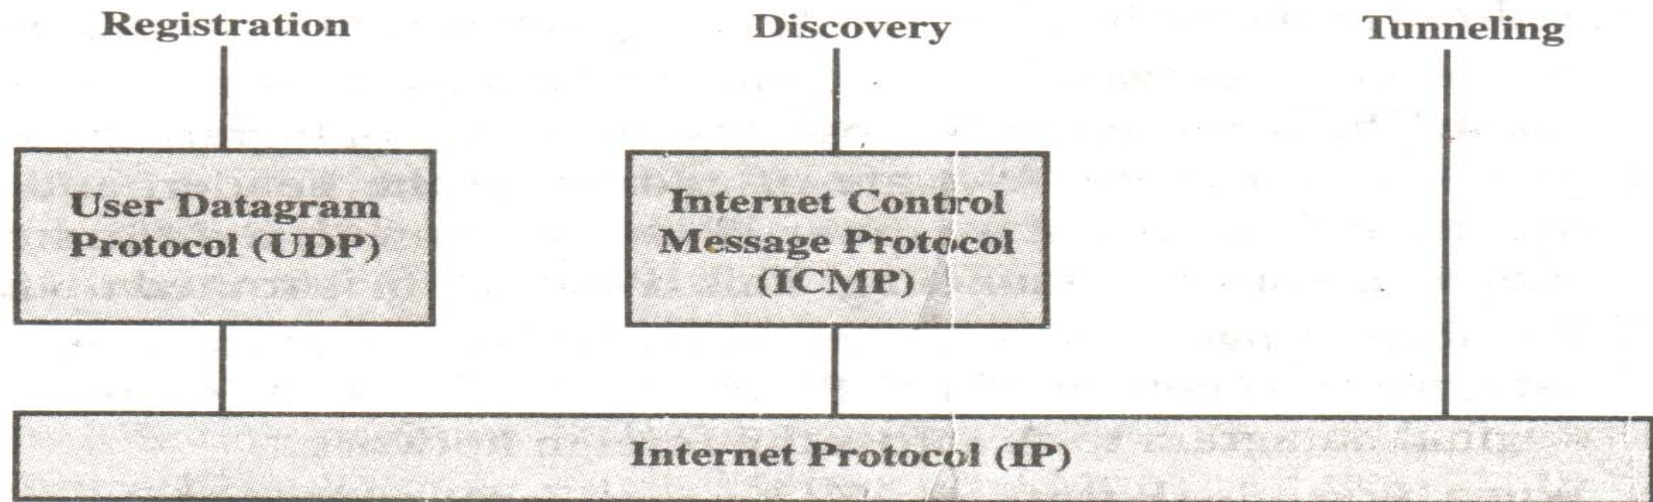 Registration
Discovery
Tunneling
User Datagram
Protocol (UDP)
Internet Control
Message Protocol
(ICMP)
Internet Protocol (IP)